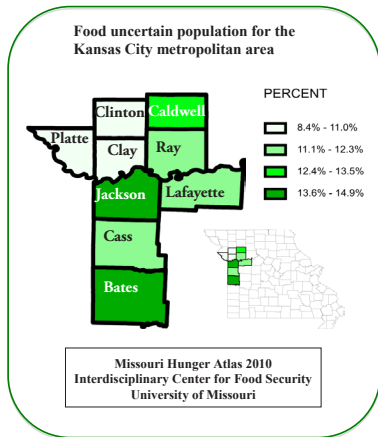 Food uncertain population for the
Kansas City metropolitan area
PERCENT
8.4% - 11.0%
11.1% - 12.3%
12.4% - 13.5%
13.6% - 14.9%
Clinton
Caldwell
Platte
Clay
Ray
Jackson
Lafayette
Cass
Bates
Missouri Hunger Atlas 2010
Interdisciplinary Center for Food Security
University of Missouri